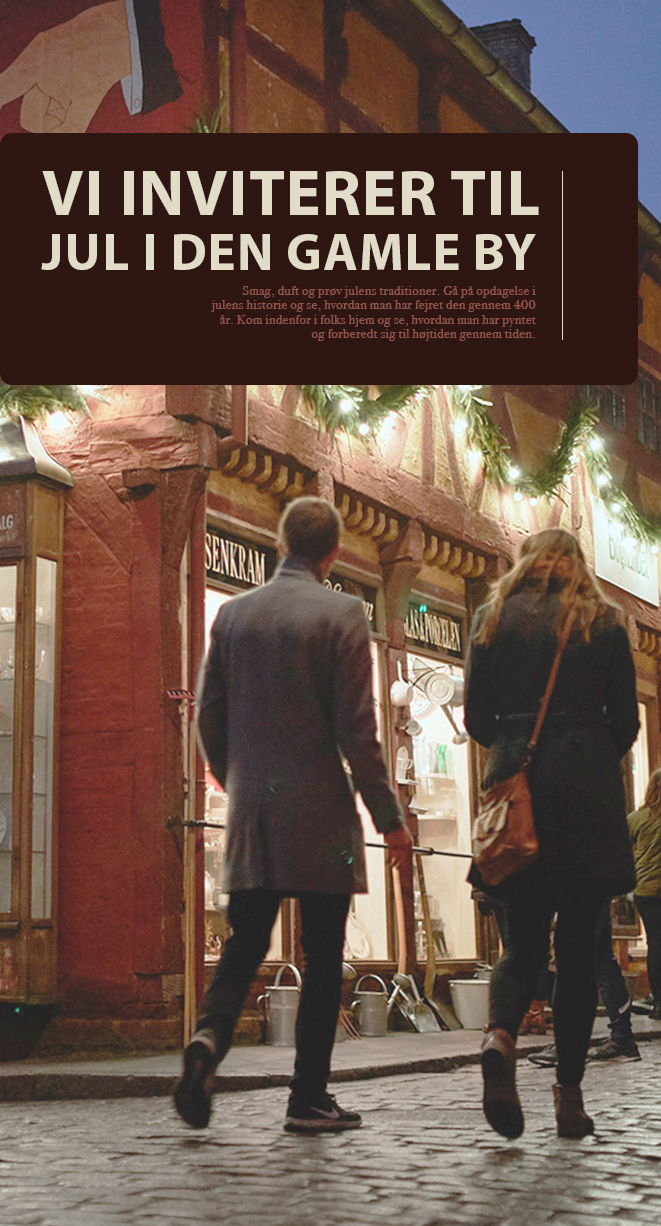 VI INVITERER TIL
JUL I DEN GAMLE BY
Smag, duft og prøv julens traditioner. Gå på opdagelse i
julens historie og se, hvordan man har fejret den gennem 400
år. Kom indenfor i folks hjem og se, hvordan man har pyntet
og forberedt sig til højtiden gennem tiden.
SENKRAM
LAS & PORCELÆN